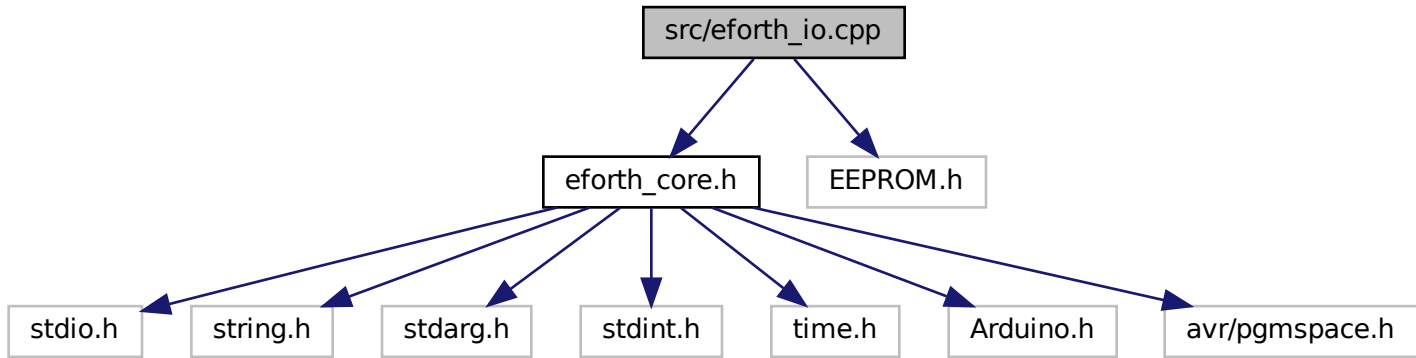 src/eforth_io.cpp
eforth_core.h
EEPROM.h
stdio.h
string.h
stdarg.h
stdint.h
time.h
Arduino.h
avr/pgmspace.h